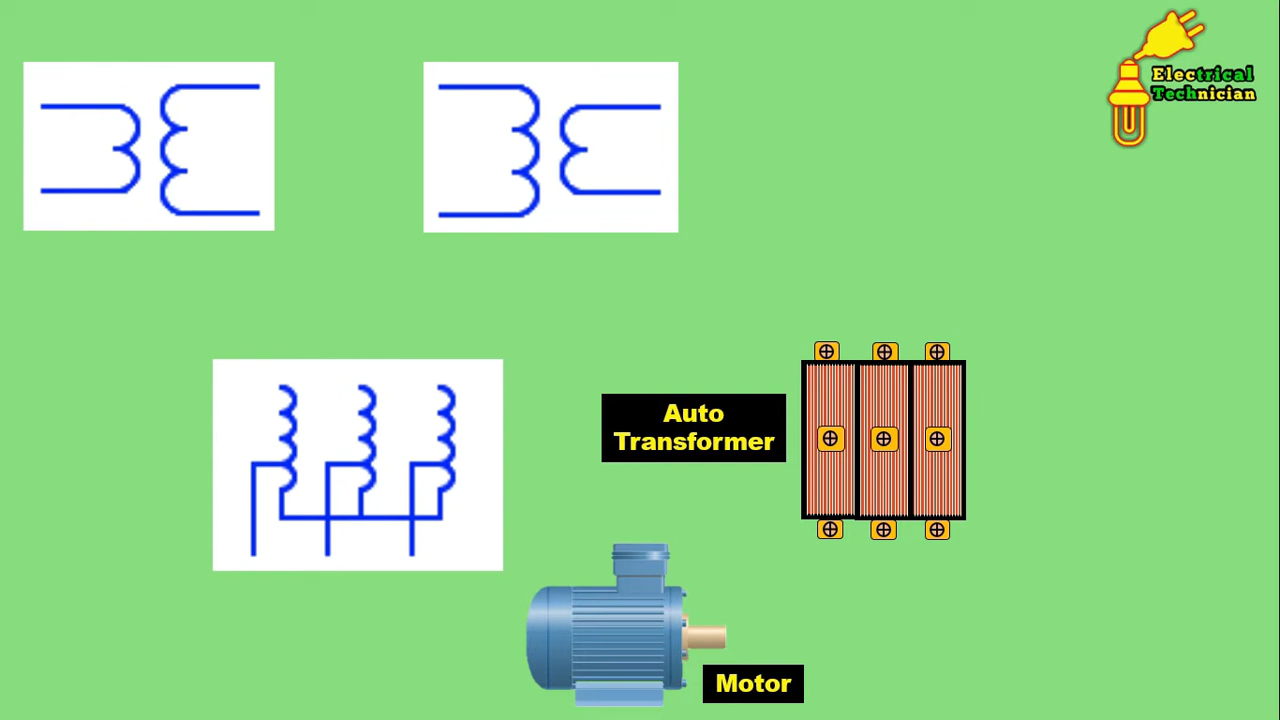 Electrical
Technician
Auto
Transformer
Motor